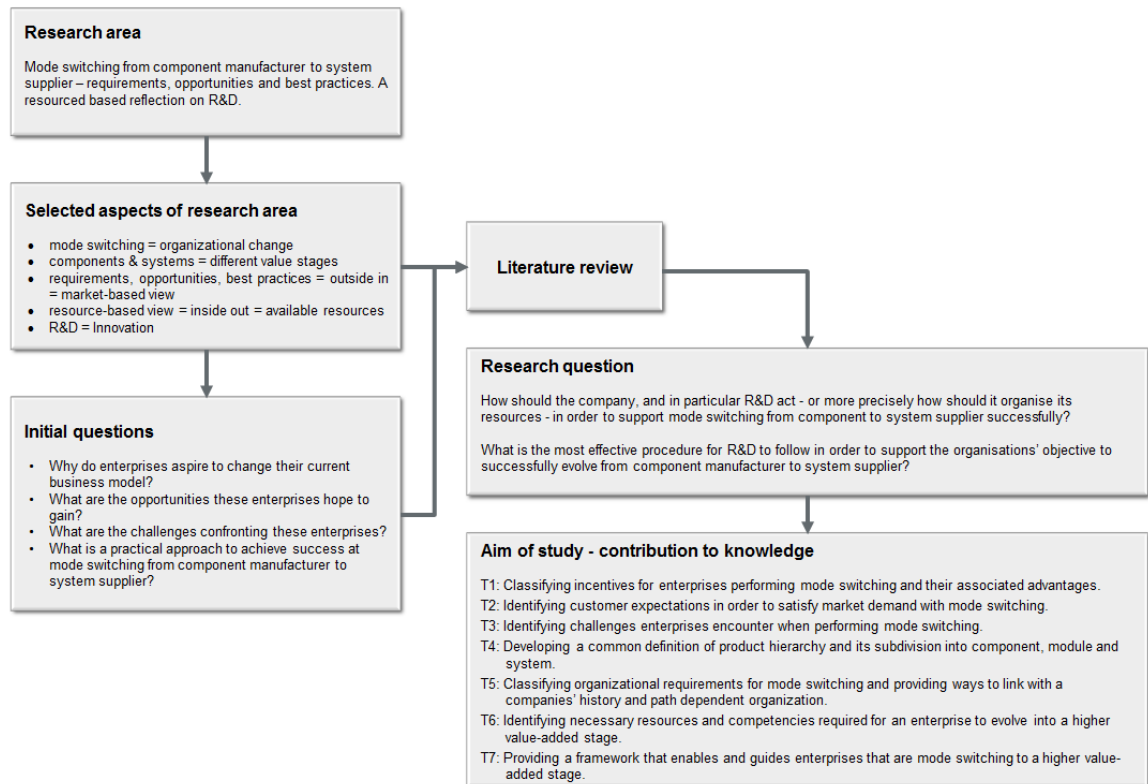 Research area
Mode switching from component manufacturer to system
supplier – requirements, opportunities and best practices. A
resourced based reflection on R&D.
Selected aspects of research area
• mode switching = organizational change
• components & systems = different value stages
• requirements, opportunities, best practices = outside in
= market-based view
• resource-based view = inside out = available resources
• R&D = Innovation
Initial questions
• Why do enterprises aspire to change their current
business model?
• What are the opportunities these enterprises hope to
gain?
• What are the challenges confronting these enterprises?
• What is a practical approach to achieve success at
mode switching from component manufacturer to
system supplier?
Literature review
Research question
How should the company, and in particular R&D act - or more precisely how should it organise its
resources - in order to support mode switching from component to system supplier successfully?
What is the most effective procedure for R&D to follow in order to support the organisations’ objective to
successfully evolve from component manufacturer to system supplier?
Aim of study - contribution to knowledge
T1: Classifying incentives for enterprises performing mode switching and their associated advantages.
T2: Identifying customer expectations in order to satisfy market demand with mode switching.
T3: Identifying challenges enterprises encounter when performing mode switching.
T4: Developing a common definition of product hierarchy and its subdivision into component, module and
system.
T5: Classifying organizational requirements for mode switching and providing ways to link with a
companies’ history and path dependent organization.
T6: Identifying necessary resources and competencies required for an enterprise to evolve into a higher
value-added stage.
T7: Providing a framework that enables and guides enterprises that are mode switching to a higher value-
added stage.